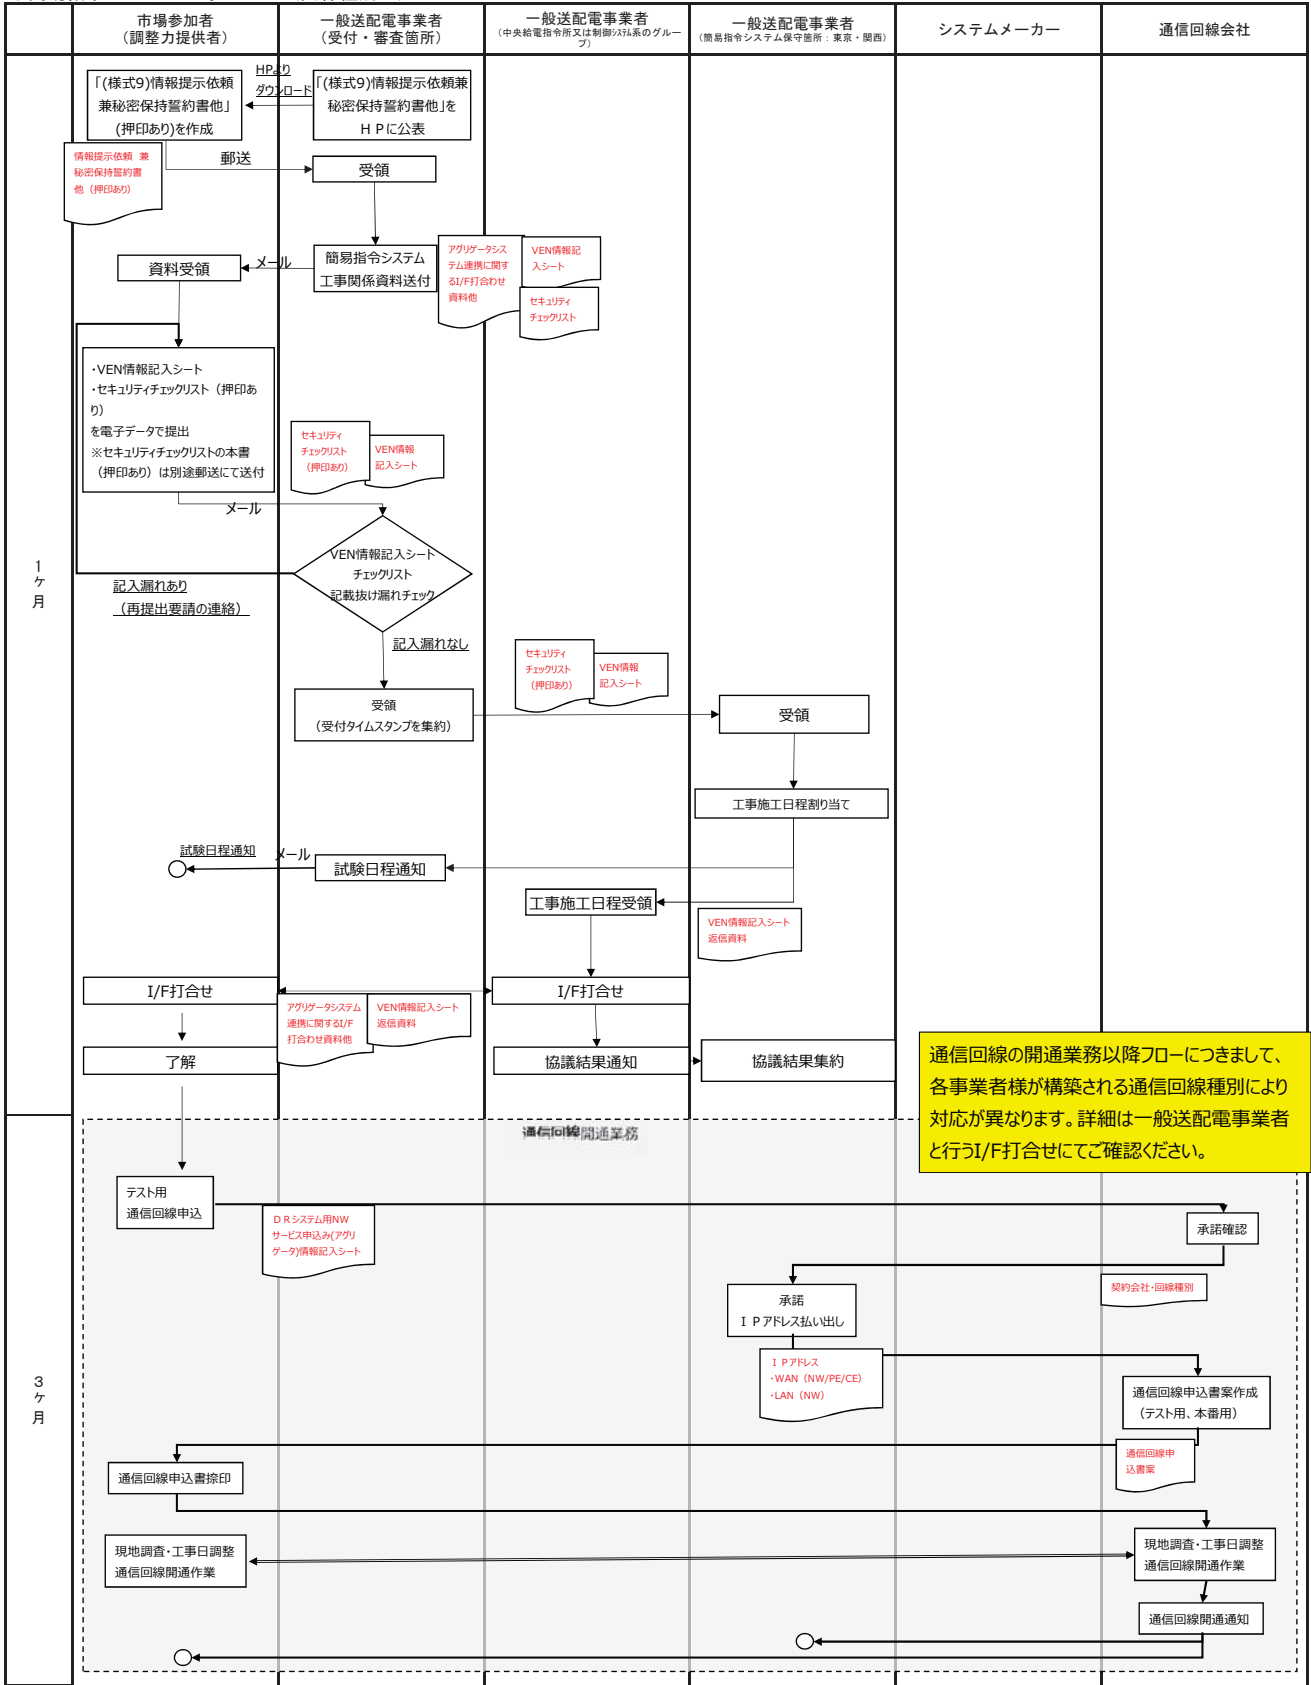 市場参加者
（調整力提供者）
一般送配電事業者
（受付・審査箇所）
一般送配電事業者
（中央給電指令所又は制御システム系のグルー
プ）
一般送配電事業者
（簡易指令システム保守箇所：東京・関西）
システムメーカー
通信回線会社
1
ケ
月
「(様式9)情報提示依頼
兼秘密保持誓約書他」
(押印あり)を作成
HPより
ダウンロード
「(様式9)情報提示依頼兼
秘密保持誓約書他」を
ＨＰに公表
情報提示依頼 兼
秘密保持誓約書
他（押印あり）
郵送
受領
資料受領
メール
簡易指令システム
工事関係資料送付
アグリゲータシス
テム連携に関す
るI/F打合わせ
資料他
VEN情報記
入シート
セキュリティ
チェックリスト
・VEN情報記入シート
・セキュリティチェックリスト（押印あ
り）
を電子データで提出
※セキュリティチェックリストの本書
（押印あり）は別途郵送にて送付
セキュリティ
チェックリスト
（押印あり）
VEN情報
記入シート
メール
VEN情報記入シート
チェックリスト
記載抜け漏れチェック
記入漏れあり
（再提出要請の連絡）
記入漏れなし
セキュリティ
チェックリスト
（押印あり）
VEN情報
記入シート
受領
（受付タイムスタンプを集約）
受領
工事施工日程割り当て
試験日程通知
メール
試験日程通知
工事施工日程受領
VEN情報記入シート
返信資料
I/F打合せ
I/F打合せ
アグリゲータシステム
連携に関するI/F
打合わせ資料他
VEN情報記入シート
返信資料
了解
協議結果通知
協議結果集約
通信回線の開通業務以降フローにつきまして、
各事業者様が構築される通信回線種別により
対応が異なります。詳細は一般送配電事業者
と行うI/F打合せにてご確認ください。
3
ケ
月
通信回線開通業務
テスト用
通信回線申込
ＤＲシステム用NW
サービス申込み(アグリ
ゲータ)情報記入シート
承諾確認
契約会社・回線種別
承諾
ＩＰアドレス払い出し
ＩＰアドレス
・WAN（NW/PE/CE）
・LAN（NW）
通信回線申込書案作成
（テスト用、本番用）
通信回線申
込書案
通信回線申込書捺印
現地調査・工事日調整
通信回線開通作業
現地調査・工事日調整
通信回線開通作業
通信回線開通通知